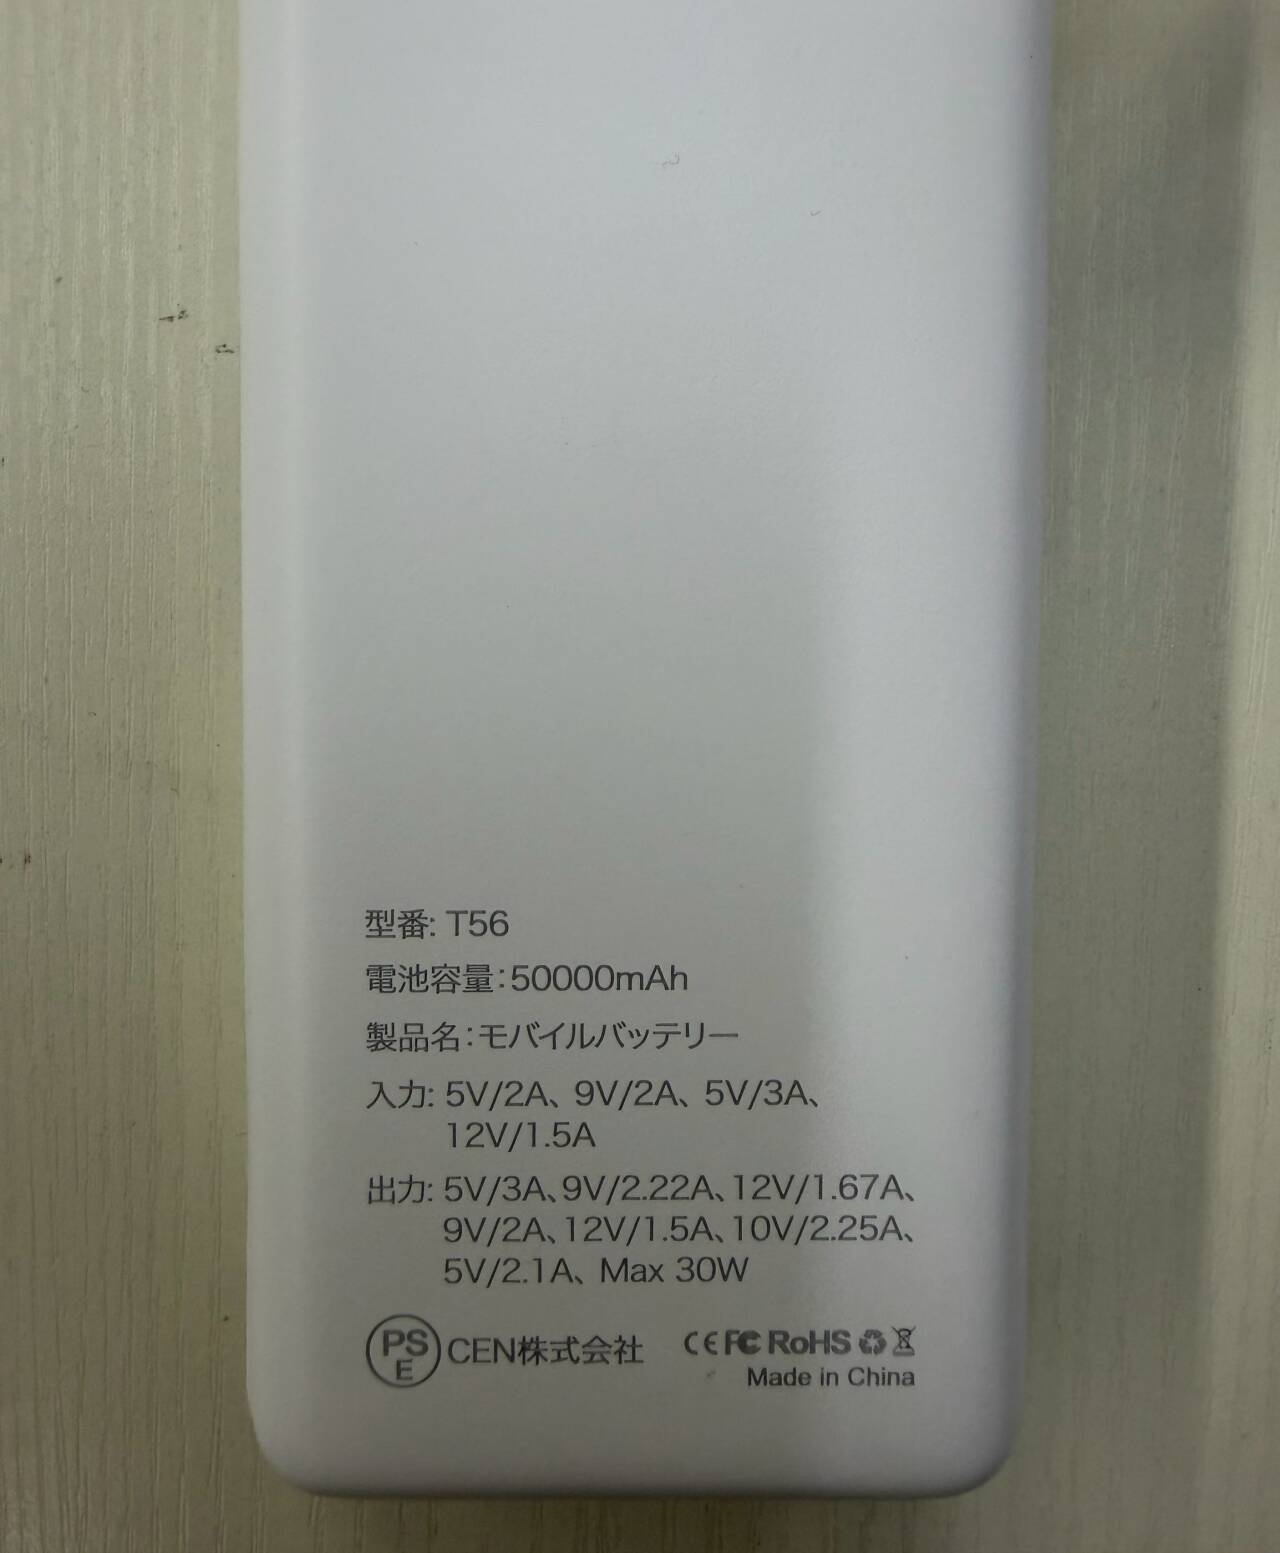 型番: T56
電池容量:50000mAh
製品名:モバイルバッテリー
入力: 5V/2A、9V/2A、5V/3A、
12V/1.5A
出力: 5V/3A、9V/2.22A、12V/1.67A、
9V/2A、12V/1.5A、10V/2.25A、
5V/2.1A、Max 30W
PS
E
CEN株式会社
CE FC RoHS
Made in China